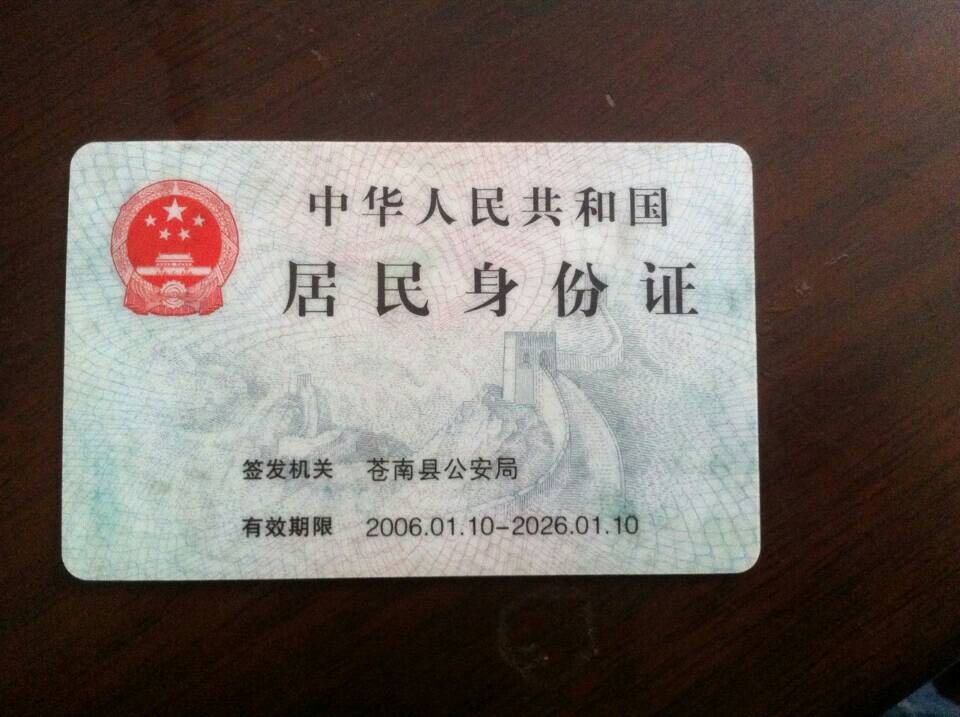 中华人民共和国
居民身份证
签发机关 苍南县公安局
有效期限 2006.01.10-2026.01.10